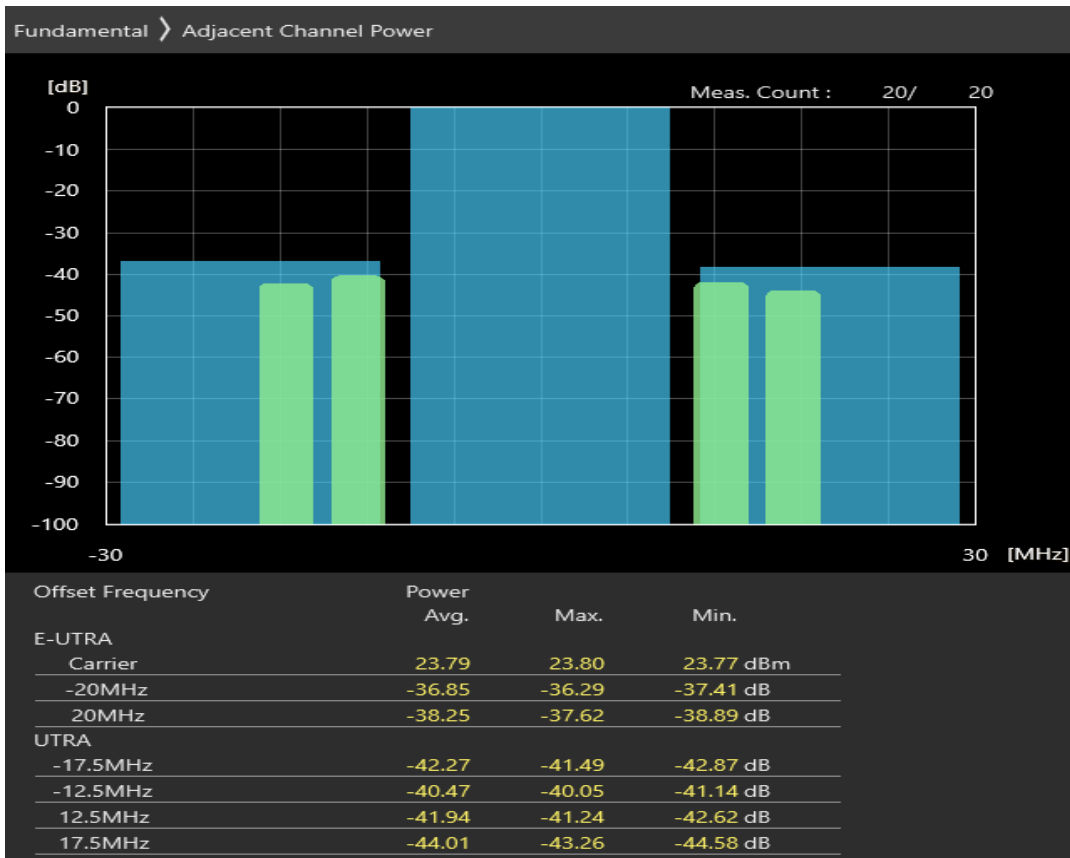 Fundamental 〉 Adjacent Channel Power
[dB]
Meas. Count : 20/ 20
0
-10
-20
-30
-40
-50
-60
-70
-80
-90
-100
-30 30 [MHz]
Offset Frequency Power
Avg. Max. Min.
E-UTRA
Carrier 23.79 23.80 23.77 dBm
-20MHz -36.85 -36.29 -37.41 dB
20MHz -38.25 -37.62 -38.89 dB
UTRA
-17.5MHz -42.27 -41.49 -42.87 dB
-12.5MHz -40.47 -40.05 -41.14 dB
12.5MHz -41.94 -41.24 -42.62 dB
17.5MHz -44.01 -43.26 -44.58 dB